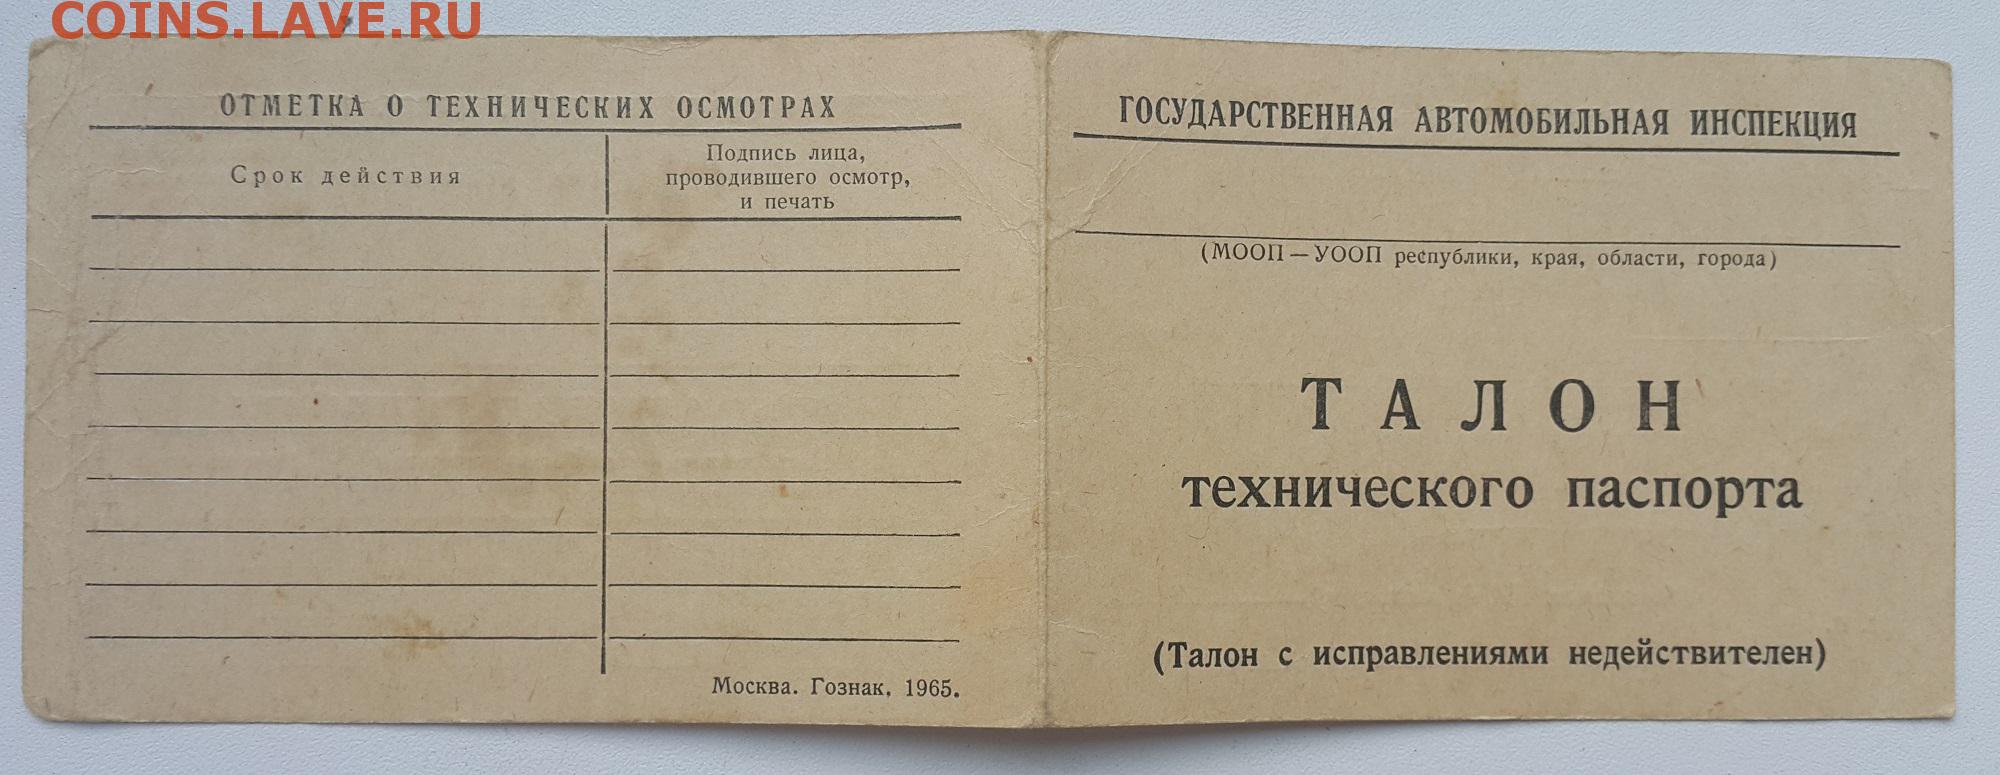 COINS.LAVE.RU
ОТМЕТКА О ТЕХНИЧЕСКИХ ОСМОТРАХ
Срок действия
Подпись лица,
проводившего осмотр,
и печать
Москва. Гознак, 1965.
ГОСУДАРСТВЕННАЯ АВТОМОБИЛЬНАЯ ИНСПЕКЦИЯ
(МООП — УООП республики, края, области, города)
ТАЛОН
технического паспорта
(Талон с исправлениями недействителен)